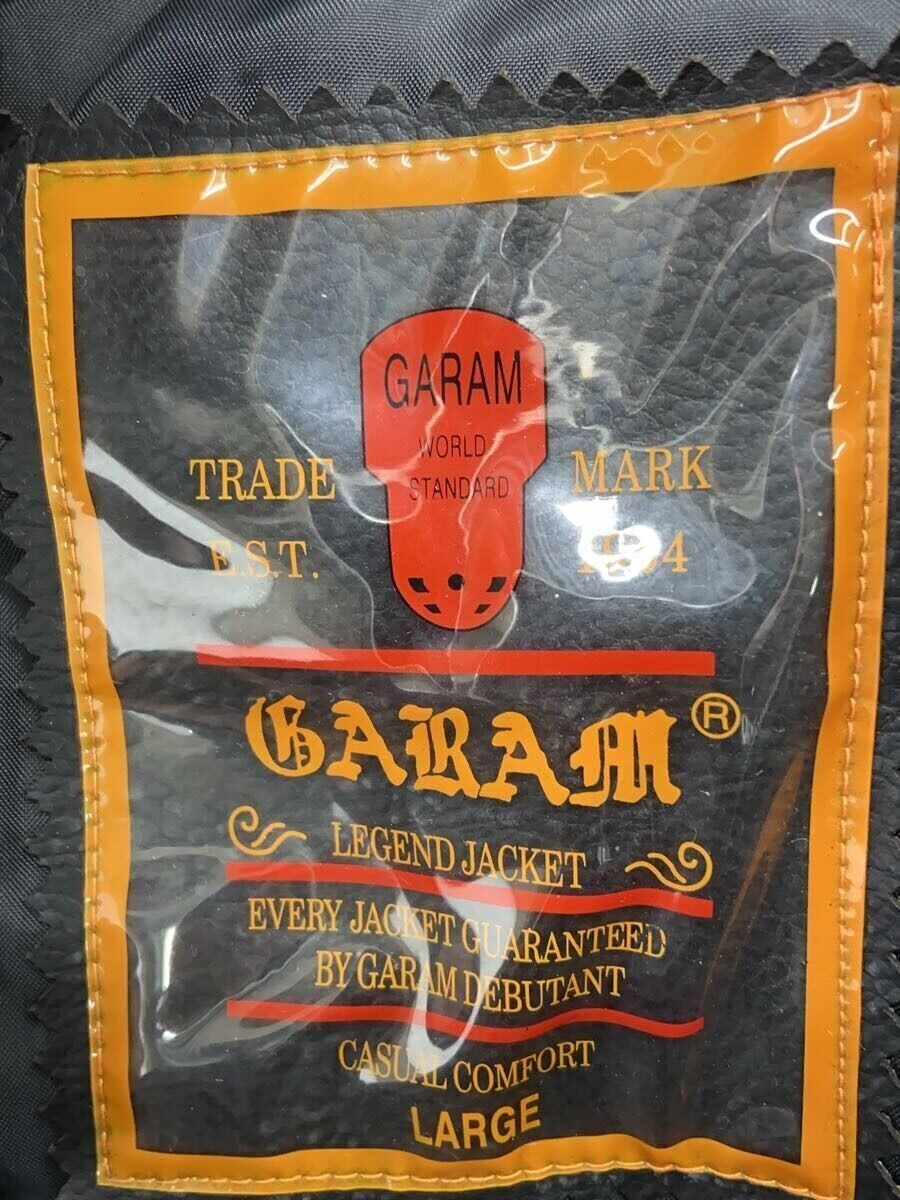 GARAM
WORLD
STANDARD
TRADE MARK
E.S.T.
GARAM®
LEGEND JACKET
EVERY JACKET GUARANTEED
BY GARAM DEBUTANT
CASUAL COMFORT
LARGE